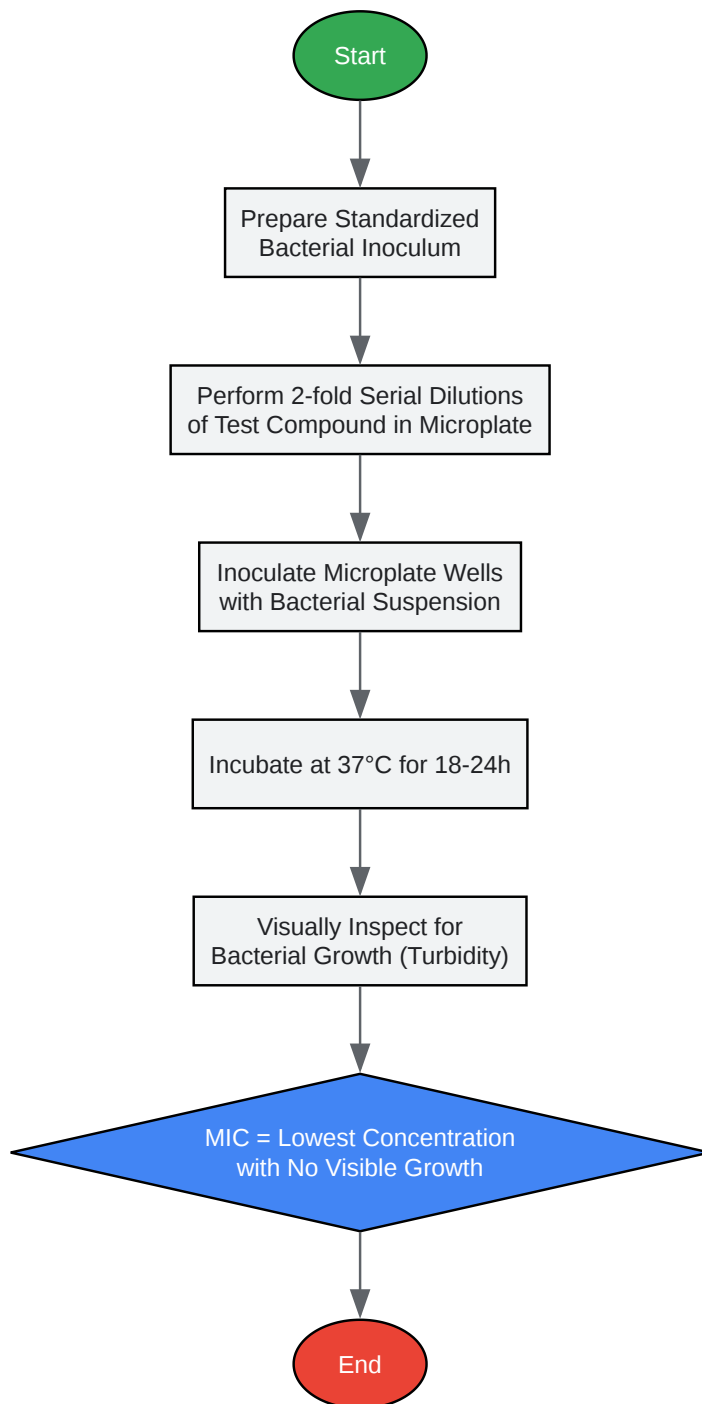 Start
Prepare Standardized
Bacterial Inoculum
Perform 2-fold Serial Dilutions
of Test Compound in Microplate
Inoculate Microplate Wells
with Bacterial Suspension
Incubate at 37°C for 18-24h
Visually Inspect for
Bacterial Growth (Turbidity)
MIC = Lowest Concentration
with No Visible Growth
End